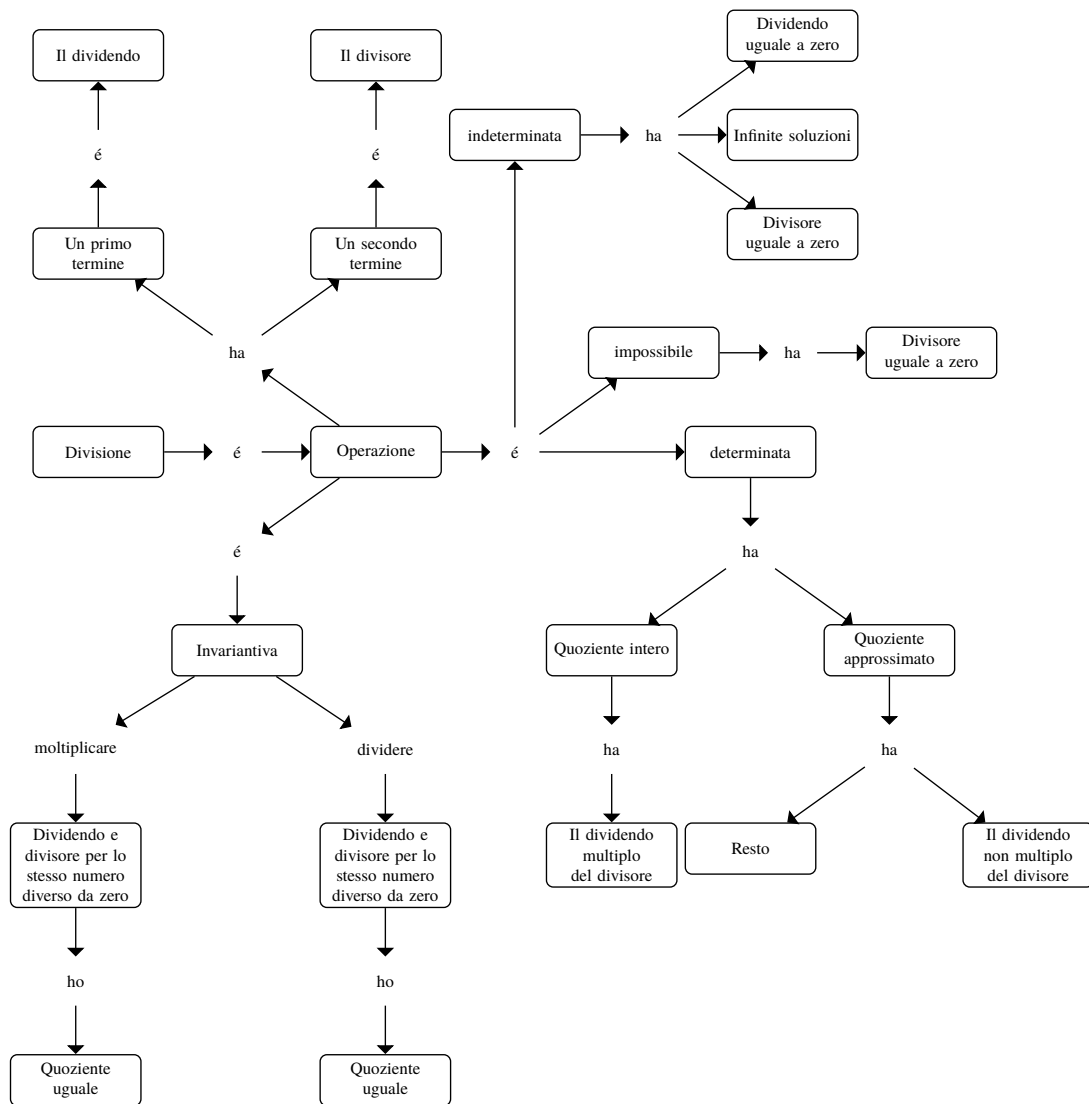 Dividendo
uguale a zero
Il dividendo
Il divisore
indeterminata
ha
Infinite soluzioni
é
é
Un primo
termine
Un secondo
termine
Divisore
uguale a zero
ha
impossibile
ha
Divisore
uguale a zero
Divisione
é
Operazione
é
determinata
é
ha
Invariantiva
Quoziente intero
Quoziente
approssimato
moltiplicare
dividere
ha
ha
Dividendo e
divisore per lo
stesso numero
diverso da zero
Dividendo e
divisore per lo
stesso numero
diverso da zero
Il dividendo
multiplo
del divisore
Resto
Il dividendo
non multiplo
del divisore
ho
ho
Quoziente
uguale
Quoziente
uguale